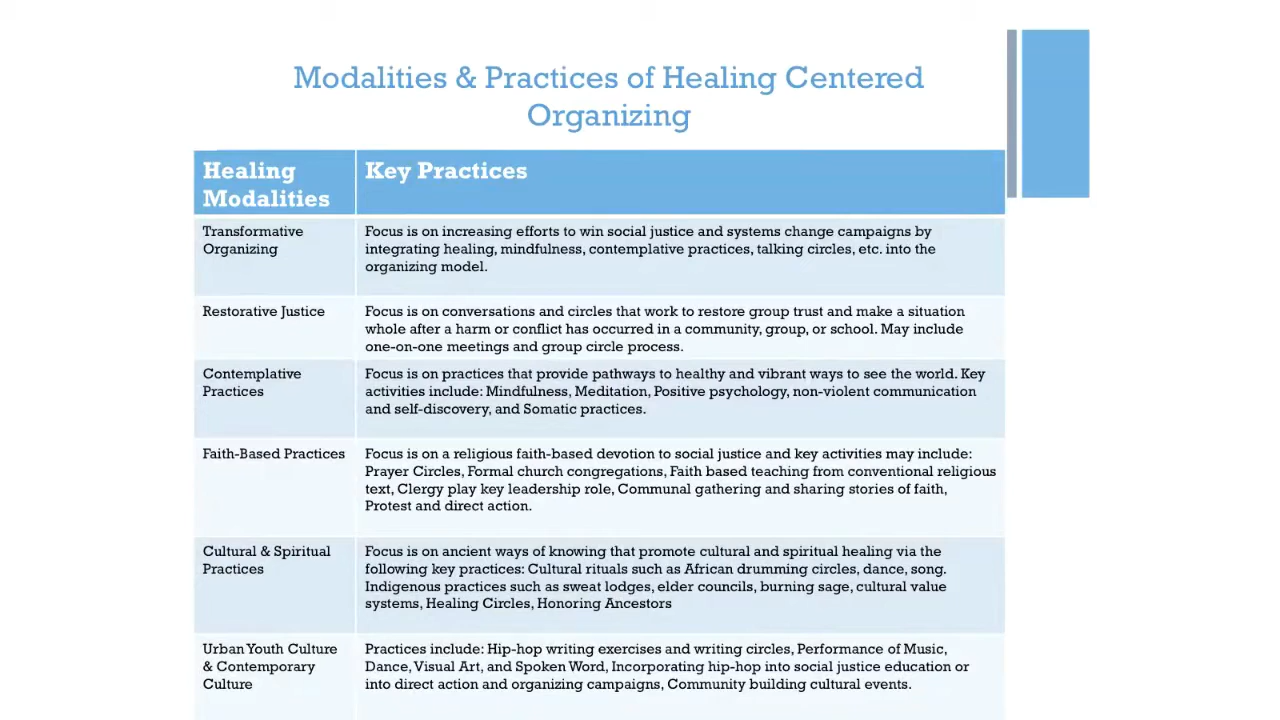 Modalities & Practices of Healing Centered
Organizing
Healing
Modalities
Key Practices
Transformative
Organizing
Focus is on increasing efforts to win social justice and systems change campaigns by
integrating healing, mindfulness, contemplative practices, talking circles, etc. into the
organizing model.
Restorative Justice
Focus is on conversations and circles that work to restore group trust and make a situation
whole after a harm or conflict has occurred in a community, group, or school. May include
one-on-one meetings and group circle process.
Contemplative
Practices
Focus is on practices that provide pathways to healthy and vibrant ways to see the world. Key
activities include: Mindfulness, Meditation, Positive psychology, non-violent communication
and self-discovery, and Somatic practices.
Faith-Based Practices
Focus is on a religious faith-based devotion to social justice and key activities may include:
Prayer Circles, Formal church congregations, Faith based teaching from conventional religious
text, Clergy play key leadership role, Communal gathering and sharing stories of faith,
Protest and direct action.
Cultural & Spiritual
Practices
Focus is on ancient ways of knowing that promote cultural and spiritual healing via the
following key practices: Cultural rituals such as African drumming circles, dance, song.
Indigenous practices such as sweat lodges, elder councils, burning sage, cultural value
systems, Healing Circles, Honoring Ancestors
Urban Youth Culture
& Contemporary
Culture
Practices include: Hip-hop writing exercises and writing circles, Performance of Music,
Dance, Visual Art, and Spoken Word, Incorporating hip-hop into social justice education or
into direct action and organizing campaigns, Community building cultural events.